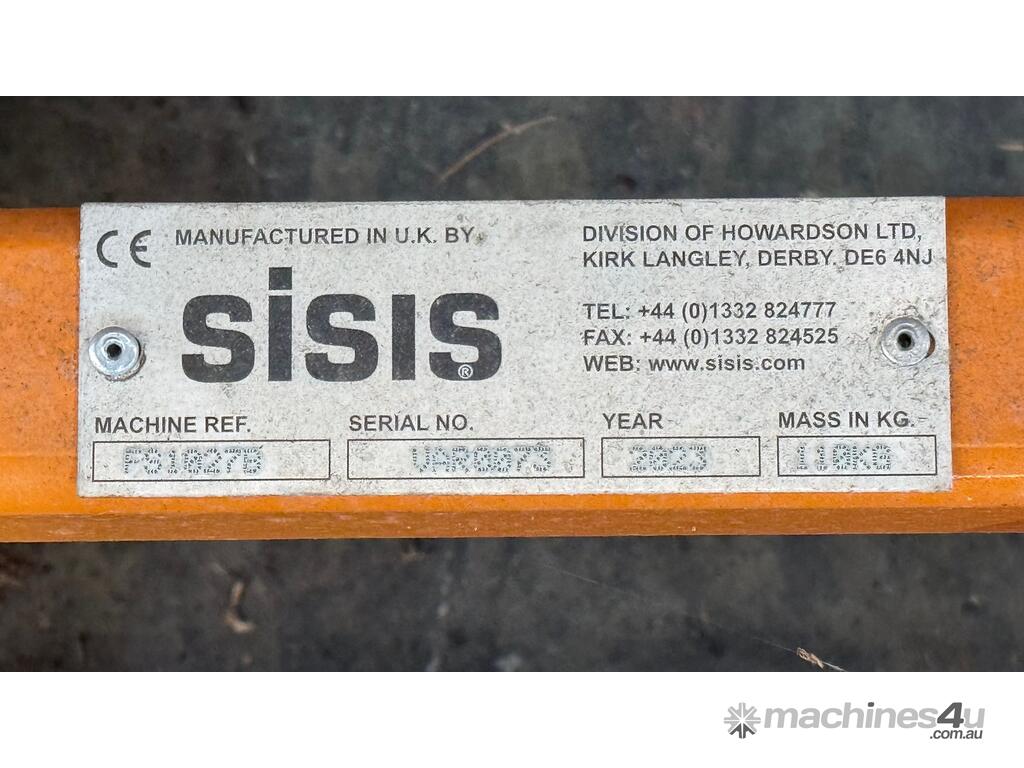 CE MANUFACTURED IN U.K. BY
SISIS®
DIVISION OF HOWARDSON LTD,
KIRK LANGLEY, DERBY. DE6 4NJ
TEL: +44 (0)1332 824777
FAX: +44 (0)1332 824525
WEB: www.sisis.com
MACHINE REF. SERIAL NO. YEAR MASS IN KG.
machines4u
.com.au